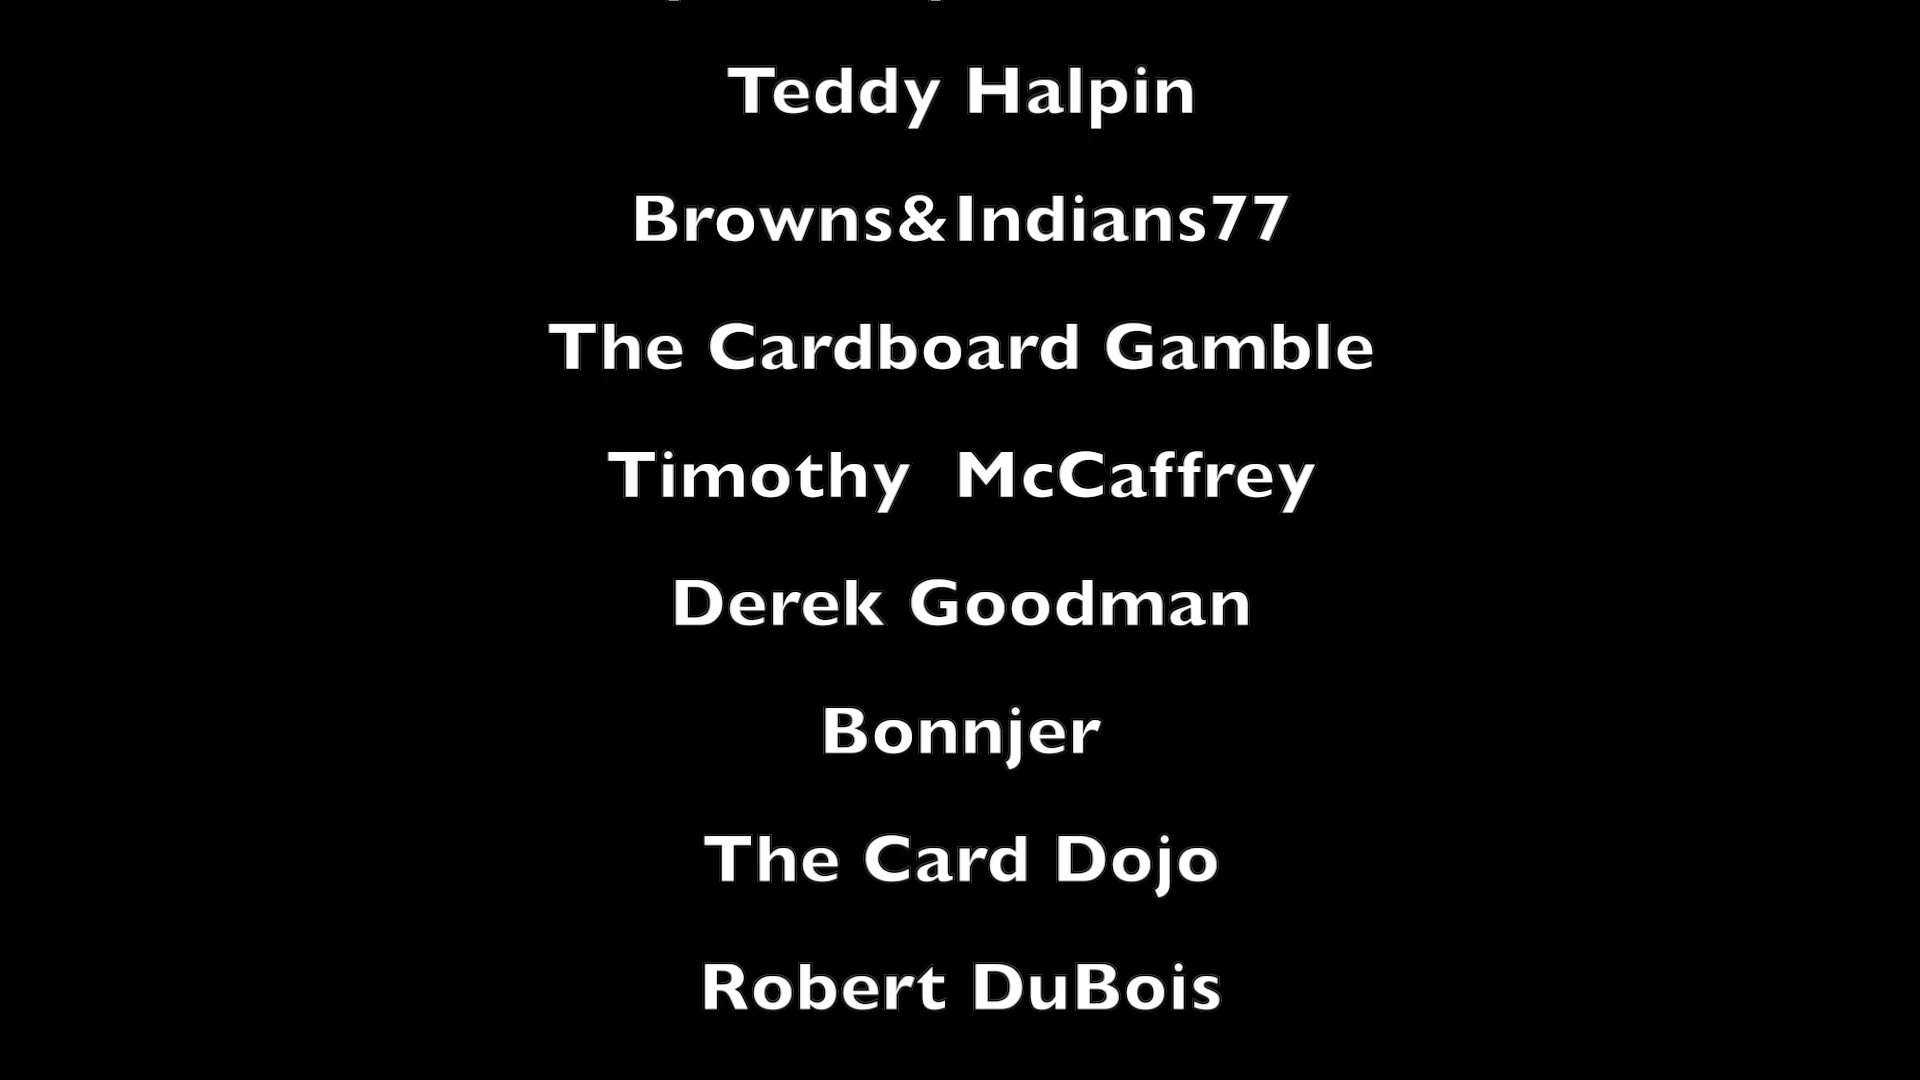 Teddy Halpin
Browns&Indians77
The Cardboard Gamble
Timothy  McCaffrey
Derek Goodman
Bonnjer
The Card Dojo
Robert DuBois